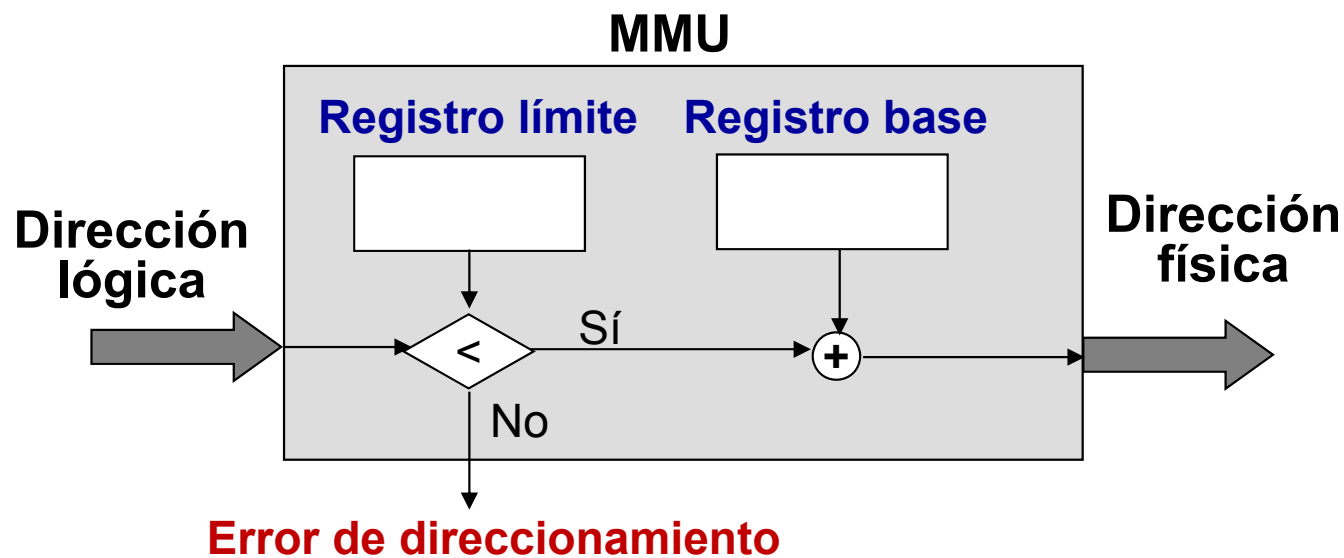 MMU
Registro límite
Registro base
Dirección
lógica
<
Sí
+
Dirección
física
No
Error de direccionamiento